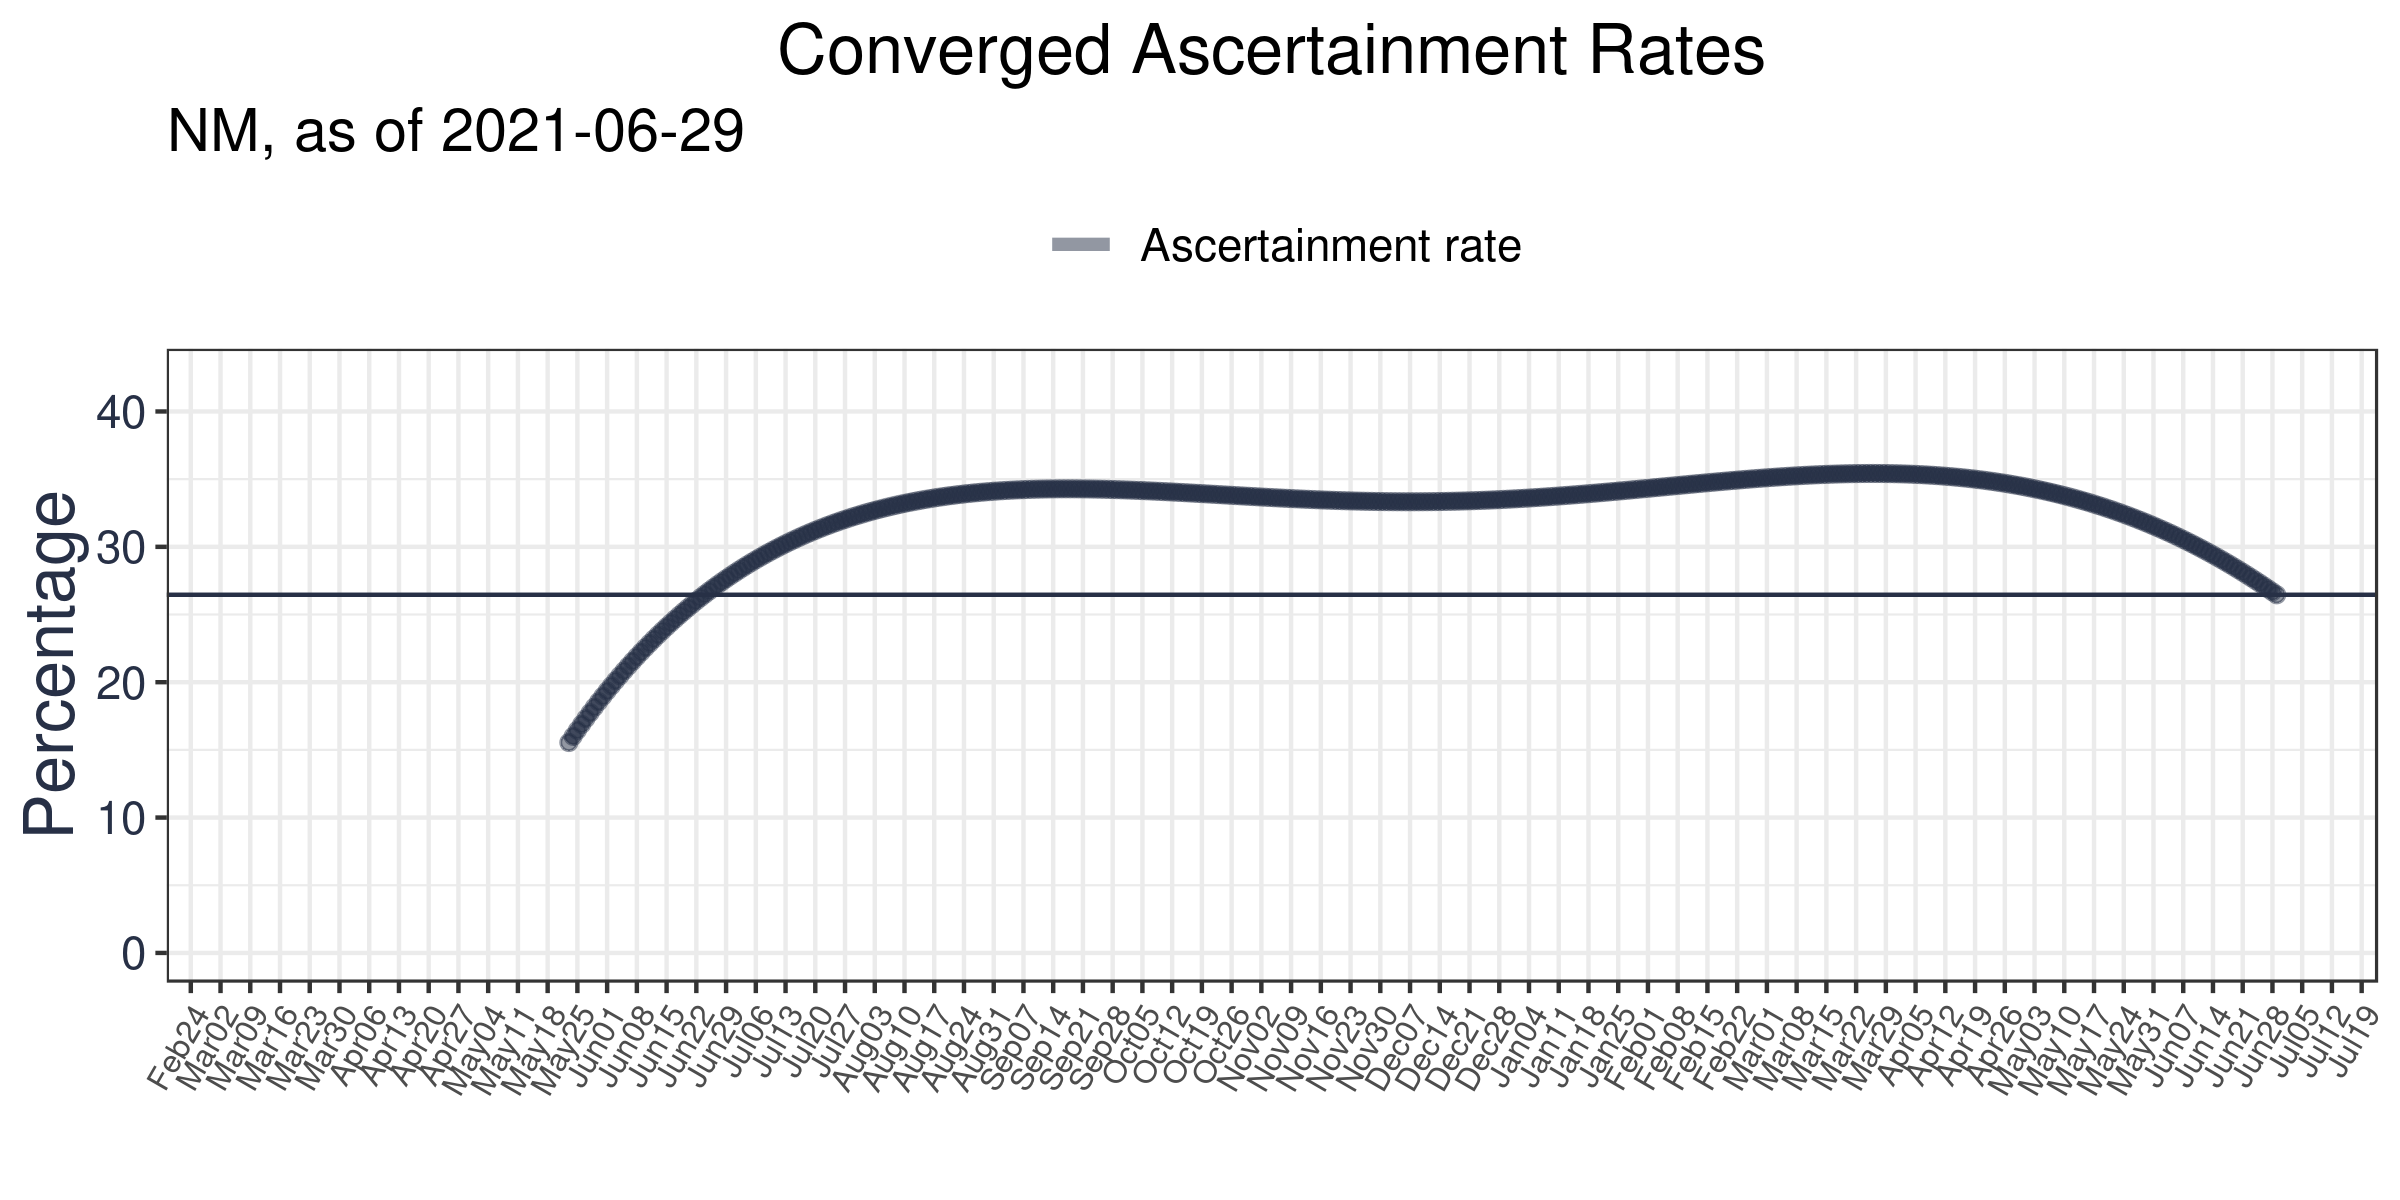 Converged Ascertainment Rates
NM, as of 2021-06-29
Ascertainment rate
Percentage
40
30
20
10
0
Feb24
Mar02
Mar09
Mar16
Mar23
Mar30
Apr06
Apr13
Apr20
Apr27
May04
May11
May18
May25
Jun01
Jun08
Jun15
Jun22
Jun29
Jul06
Jul13
Jul20
Jul27
Aug03
Aug10
Aug17
Aug24
Aug31
Sep07
Sep14
Sep21
Sep28
Oct05
Oct12
Oct19
Oct26
Nov02
Nov09
Nov16
Nov23
Nov30
Dec07
Dec14
Dec21
Dec28
Jan04
Jan11
Jan18
Jan25
Feb01
Feb08
Feb15
Feb22
Mar01
Mar08
Mar15
Mar22
Mar29
Apr05
Apr12
Apr19
Apr26
May03
May10
May17
May24
May31
Jun07
Jun14
Jun21
Jun28
Jul05
Jul12
Jul19